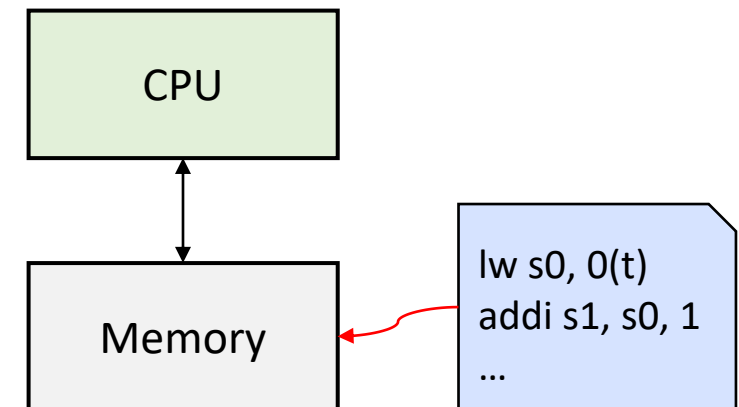 CPU
Memory
lw s0, 0(t)
addi s1, s0, 1
…